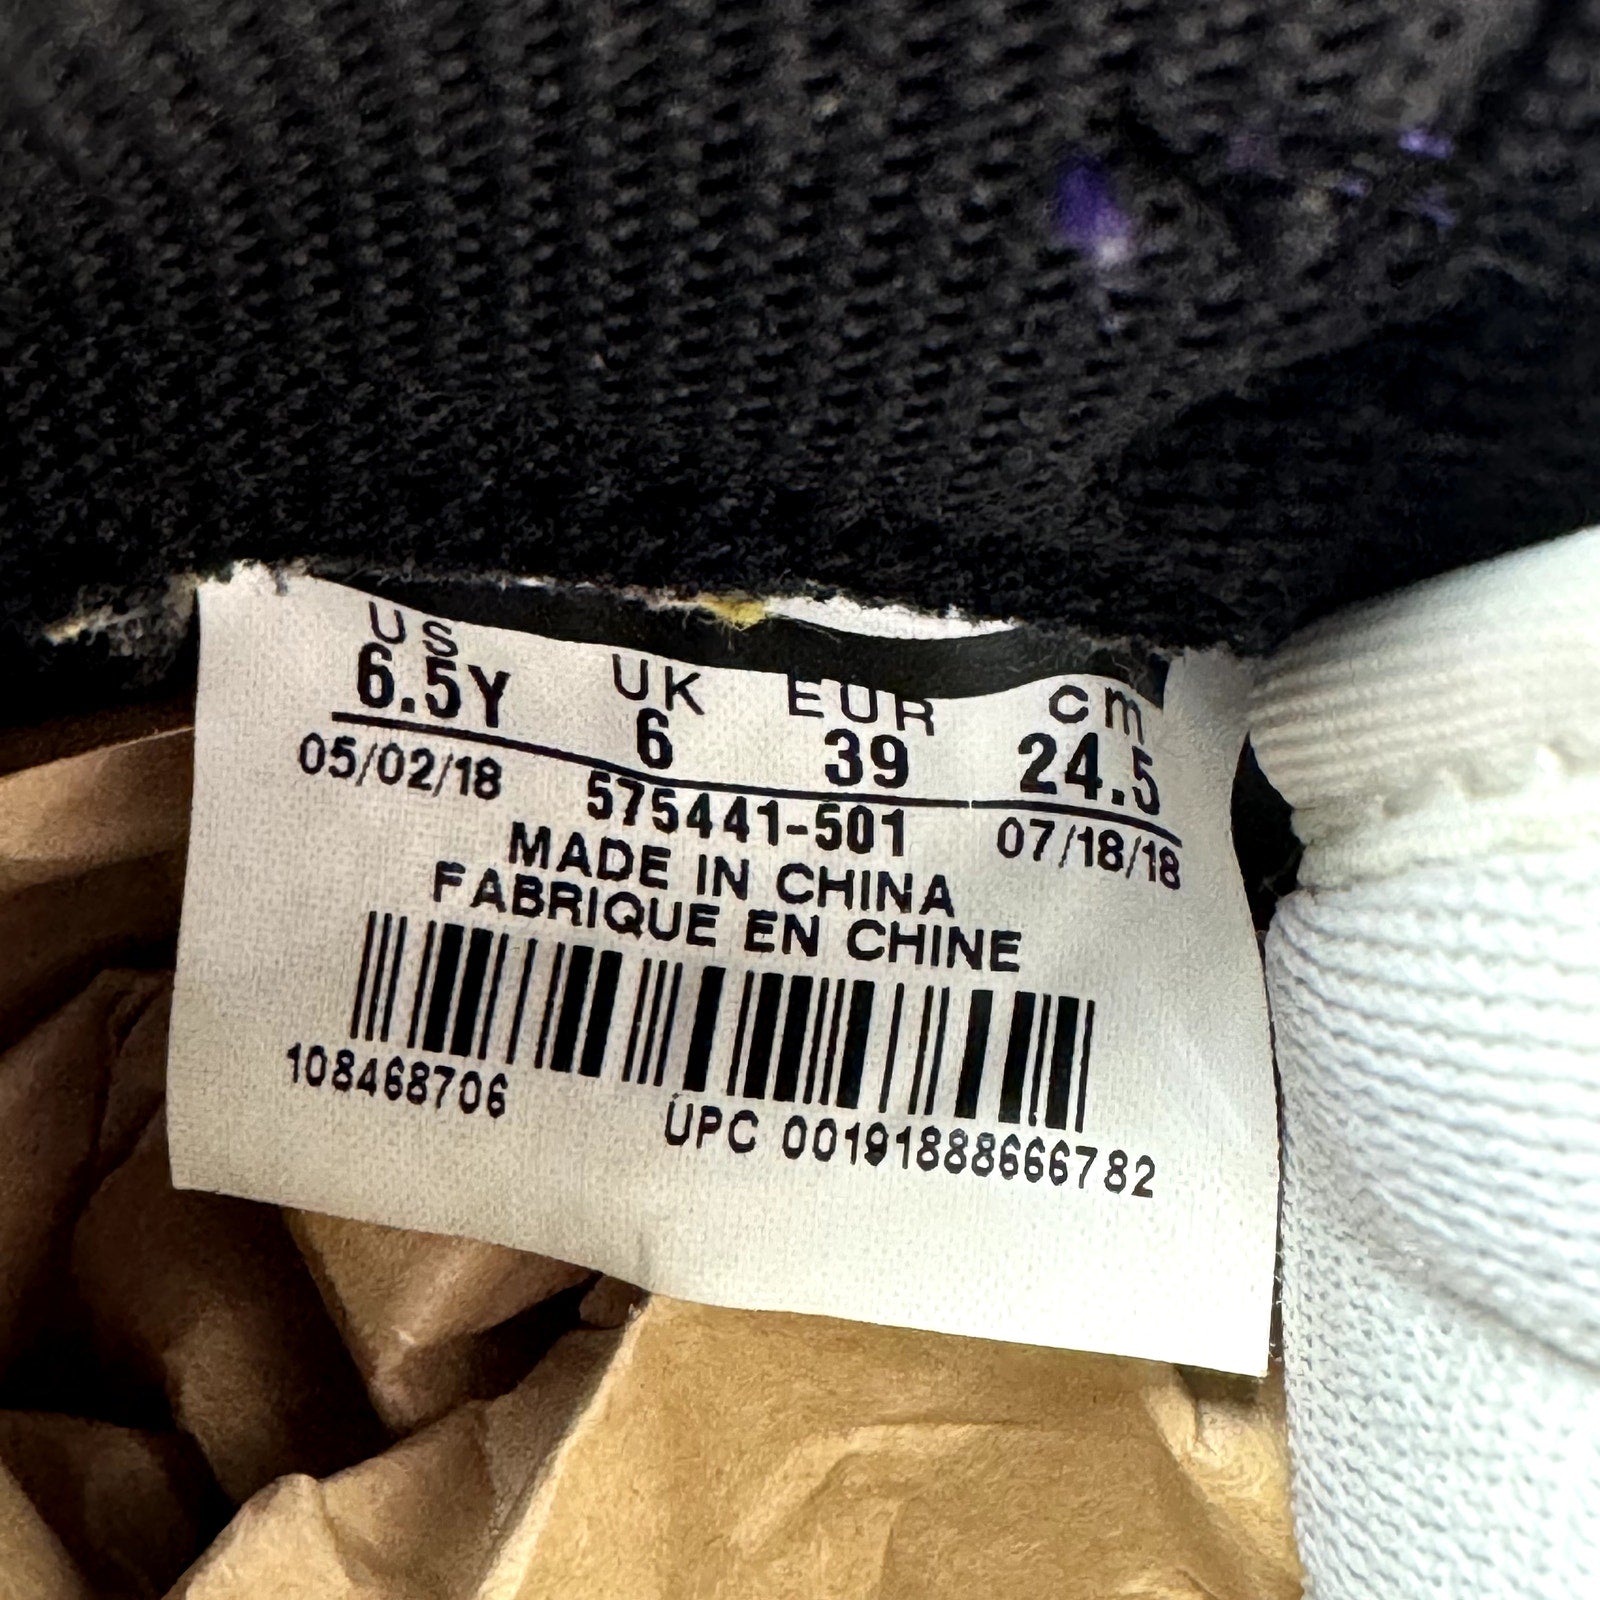 US UK EUR cm
6.5Y 6 39 24.5
05/02/18 575441-501 07/18/18
MADE IN CHINA
FABRIQUE EN CHINE
108468706 UPC 00191888666782